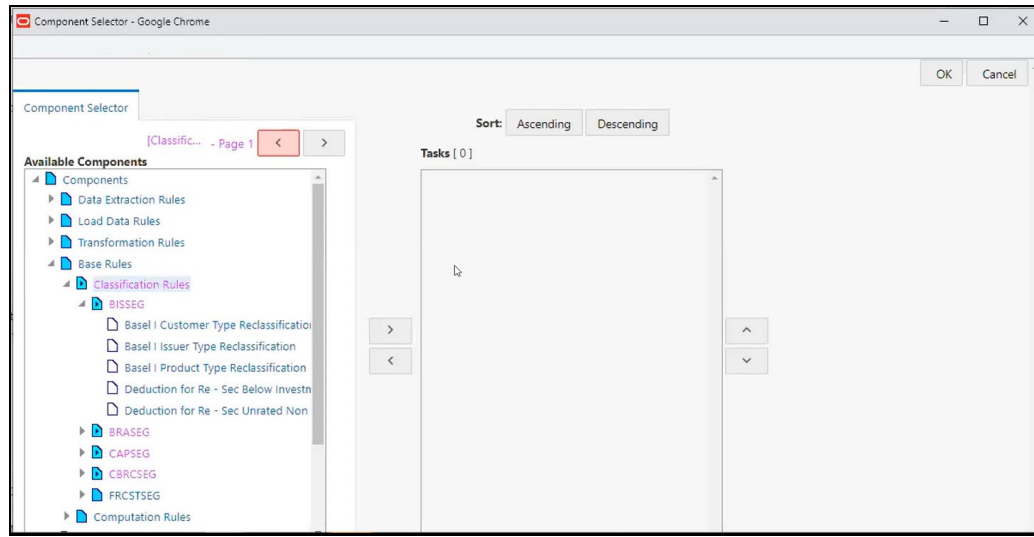 Component Selector - Google Chrome
OK Cancel
Component Selector
Sort: Ascending Descending
[Classific... - Page 1 < >
Tasks [ 0 ]
Available Components
Components
Data Extraction Rules
Load Data Rules
Transformation Rules
Base Rules
Classification Rules
BISSEG
Basel I Customer Type Reclassification
Basel I Issuer Type Reclassification
Basel I Product Type Reclassification
Deduction for Re - Sec Below Investn
Deduction for Re - Sec Unrated Non
BRASEG
CAPSEG
CBRCSEG
FRCSTSEG
Computation Rules